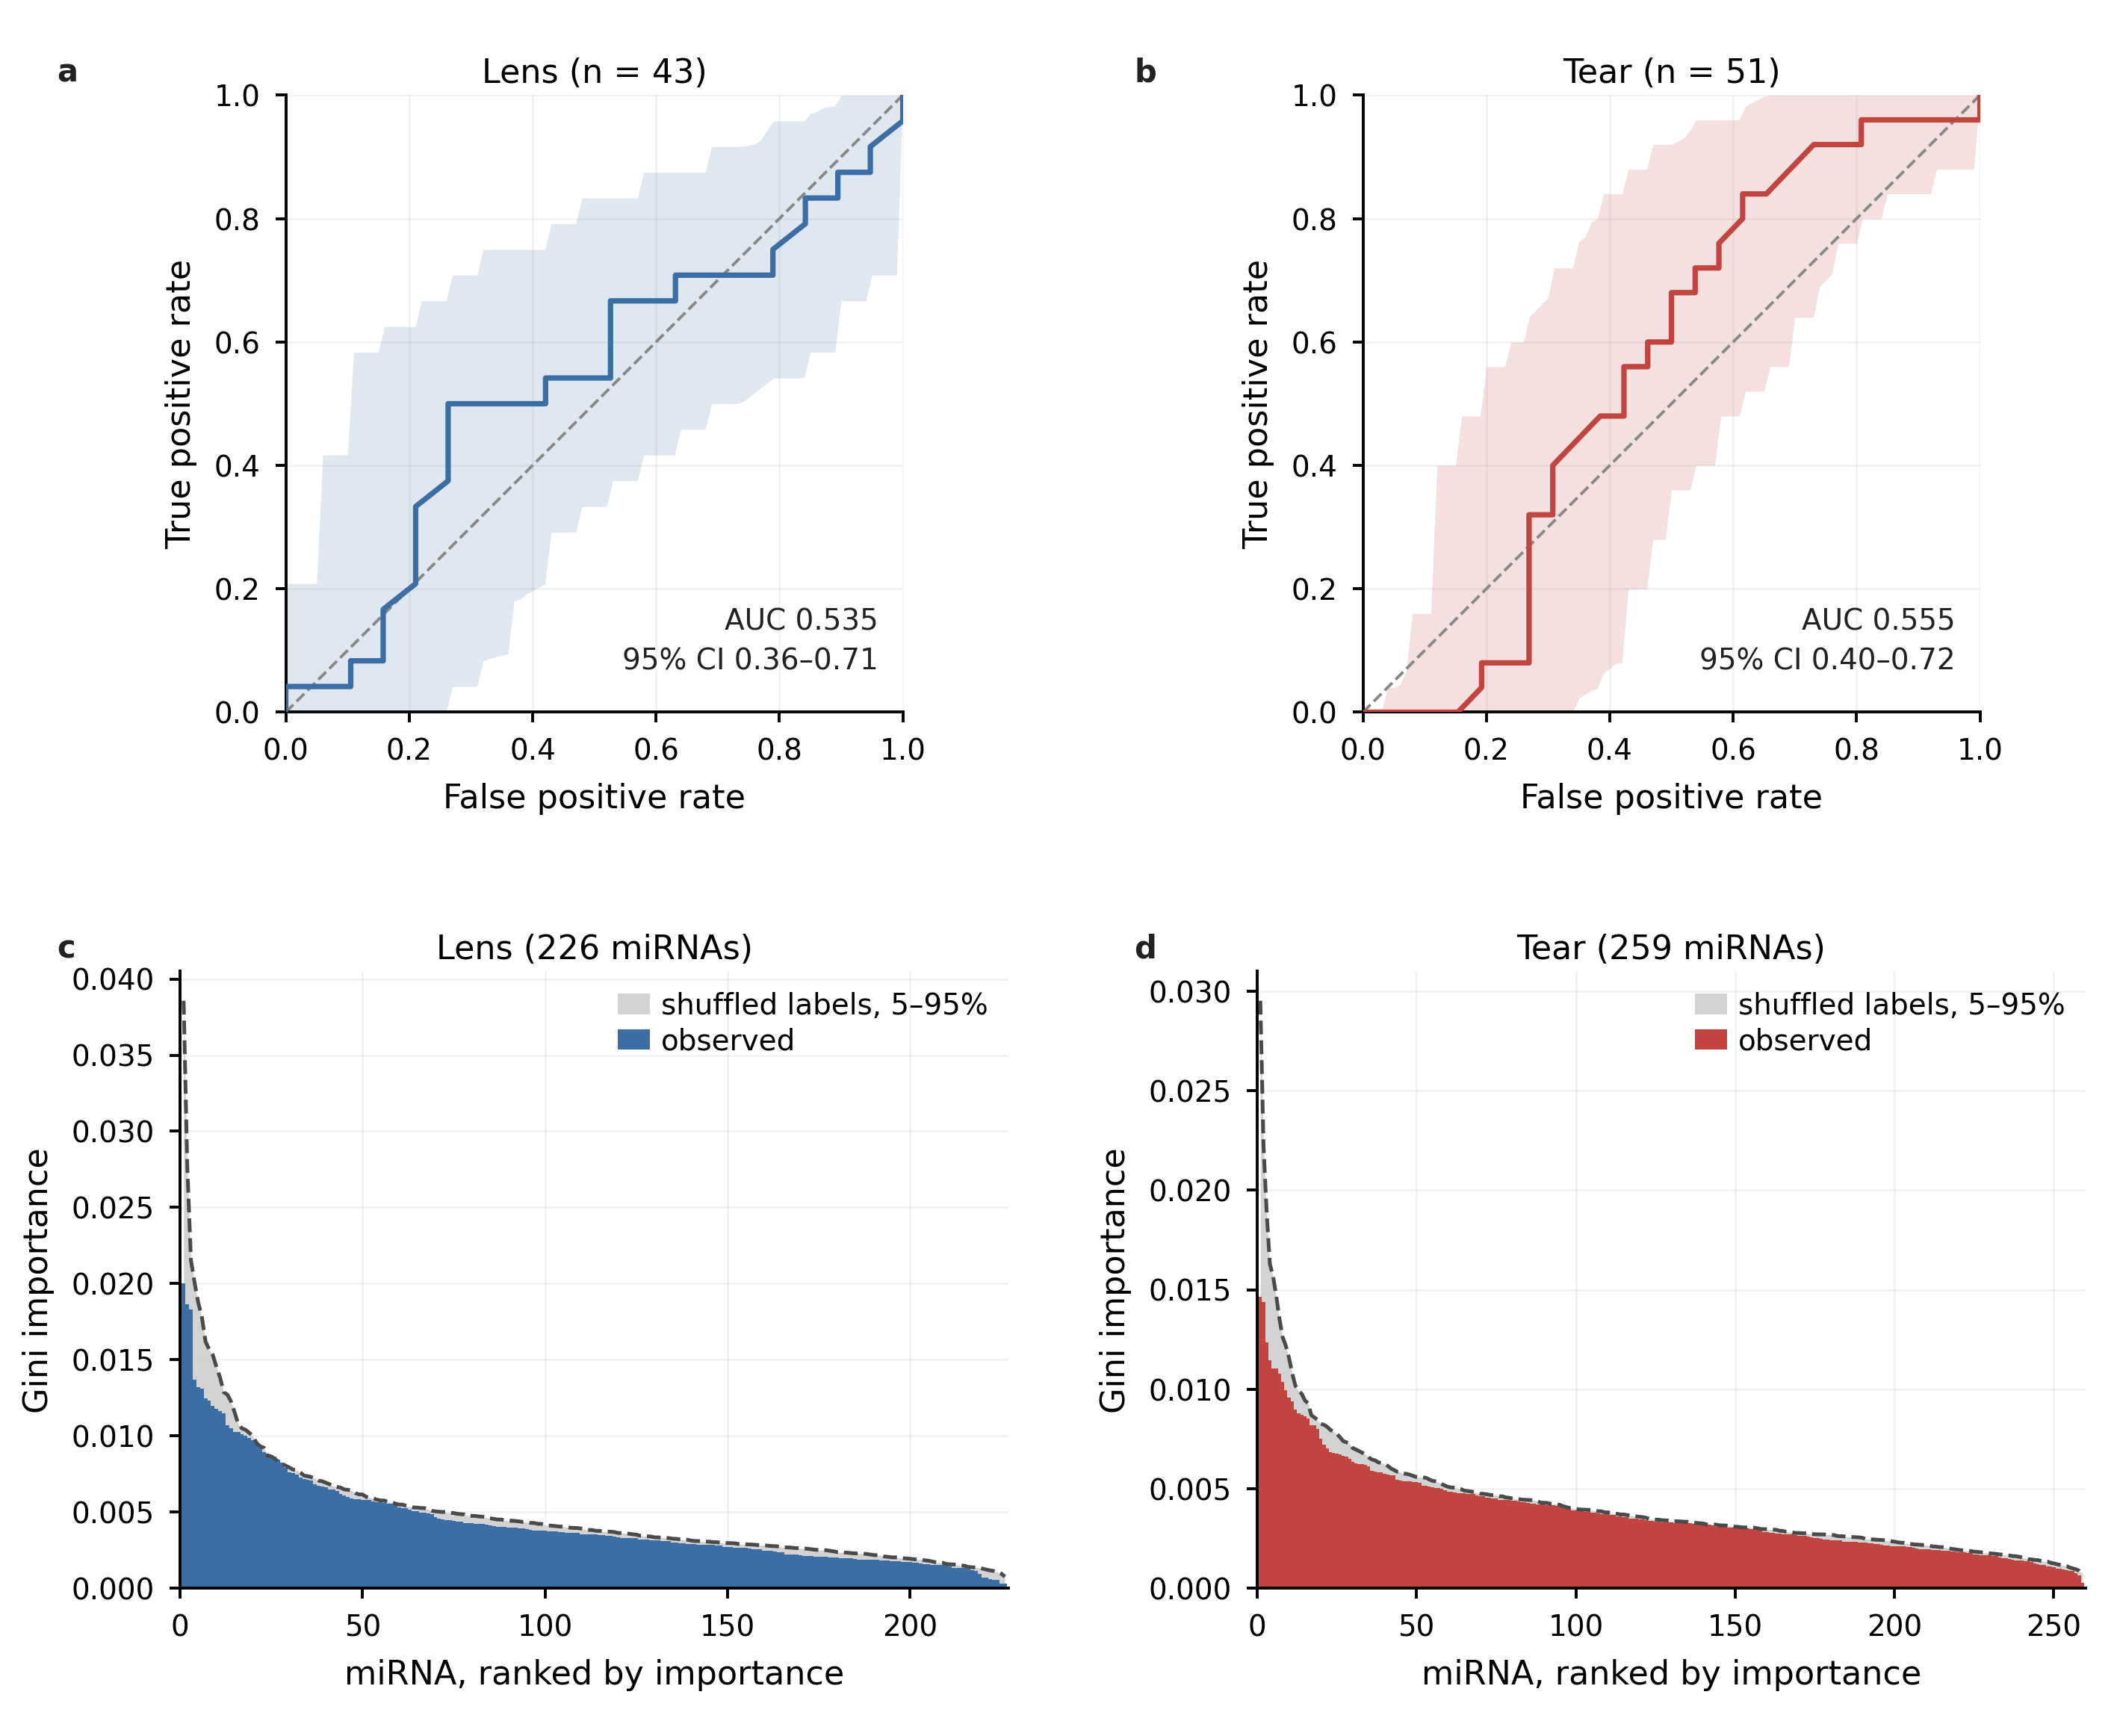 a
Lens (n = 43)
1.0
0.8
0.6
0.4
0.2
0.0
True positive rate
AUC 0.535
95% CI 0.36–0.71
0.0 0.2 0.4 0.6 0.8 1.0
False positive rate
b
Tear (n = 51)
1.0
0.8
0.6
0.4
0.2
0.0
True positive rate
AUC 0.555
95% CI 0.40–0.72
0.0 0.2 0.4 0.6 0.8 1.0
False positive rate
c
Lens (226 miRNAs)
0.040
0.035
0.030
0.025
0.020
0.015
0.010
0.005
0.000
Gini importance
shuffled labels, 5–95%
observed
0 50 100 150 200
miRNA, ranked by importance
d
Tear (259 miRNAs)
0.030
0.025
0.020
0.015
0.010
0.005
0.000
Gini importance
shuffled labels, 5–95%
observed
0 50 100 150 200 250
miRNA, ranked by importance